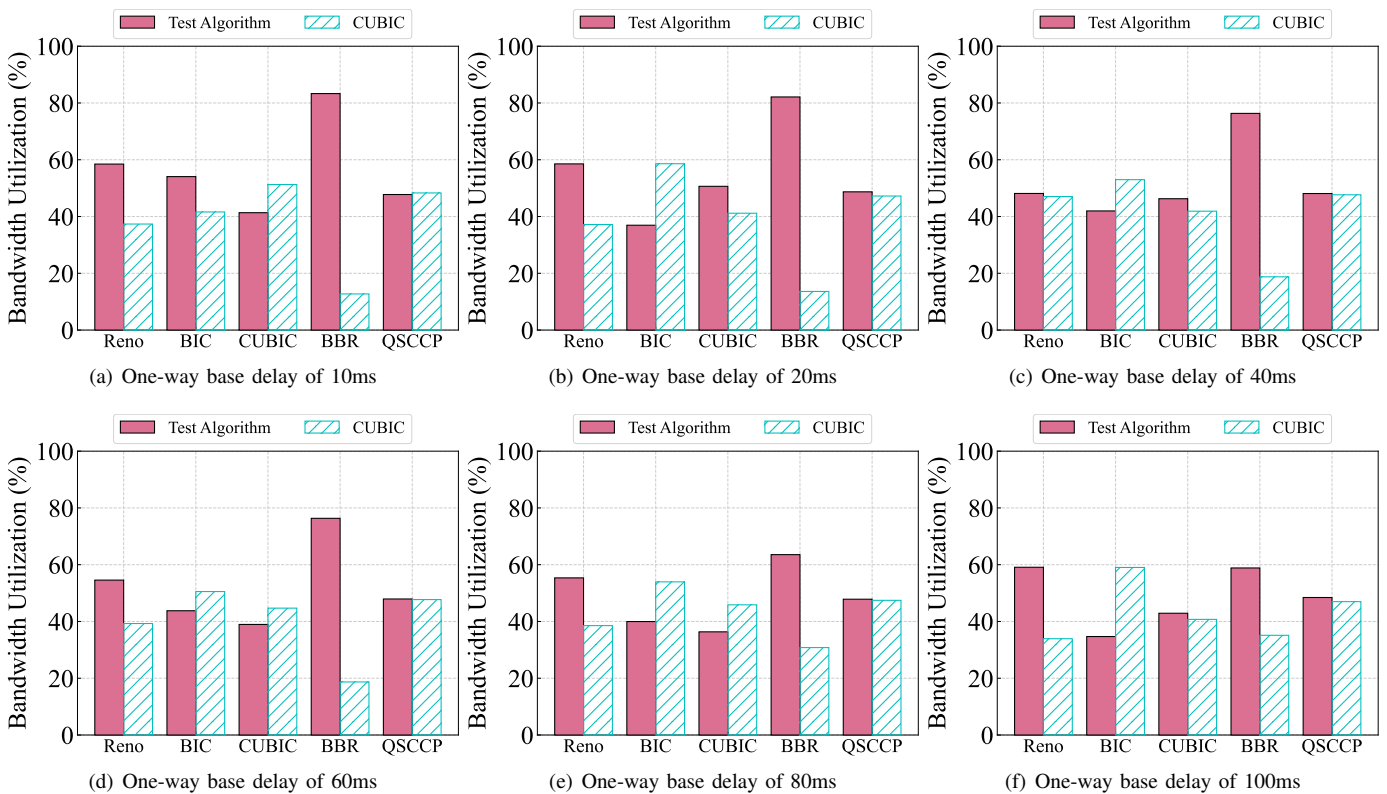 Test Algorithm CUBIC
Bandwidth Utilization (%)
100
80
60
40
20
0
Reno BIC CUBIC BBR QSCCP
(a) One-way base delay of 10ms
Test Algorithm CUBIC
Bandwidth Utilization (%)
100
80
60
40
20
0
Reno BIC CUBIC BBR QSCCP
(b) One-way base delay of 20ms
Test Algorithm CUBIC
Bandwidth Utilization (%)
100
80
60
40
20
0
Reno BIC CUBIC BBR QSCCP
(c) One-way base delay of 40ms
Test Algorithm CUBIC
Bandwidth Utilization (%)
100
80
60
40
20
0
Reno BIC CUBIC BBR QSCCP
(d) One-way base delay of 60ms
Test Algorithm CUBIC
Bandwidth Utilization (%)
100
80
60
40
20
0
Reno BIC CUBIC BBR QSCCP
(e) One-way base delay of 80ms
Test Algorithm CUBIC
Bandwidth Utilization (%)
100
80
60
40
20
0
Reno BIC CUBIC BBR QSCCP
(f) One-way base delay of 100ms